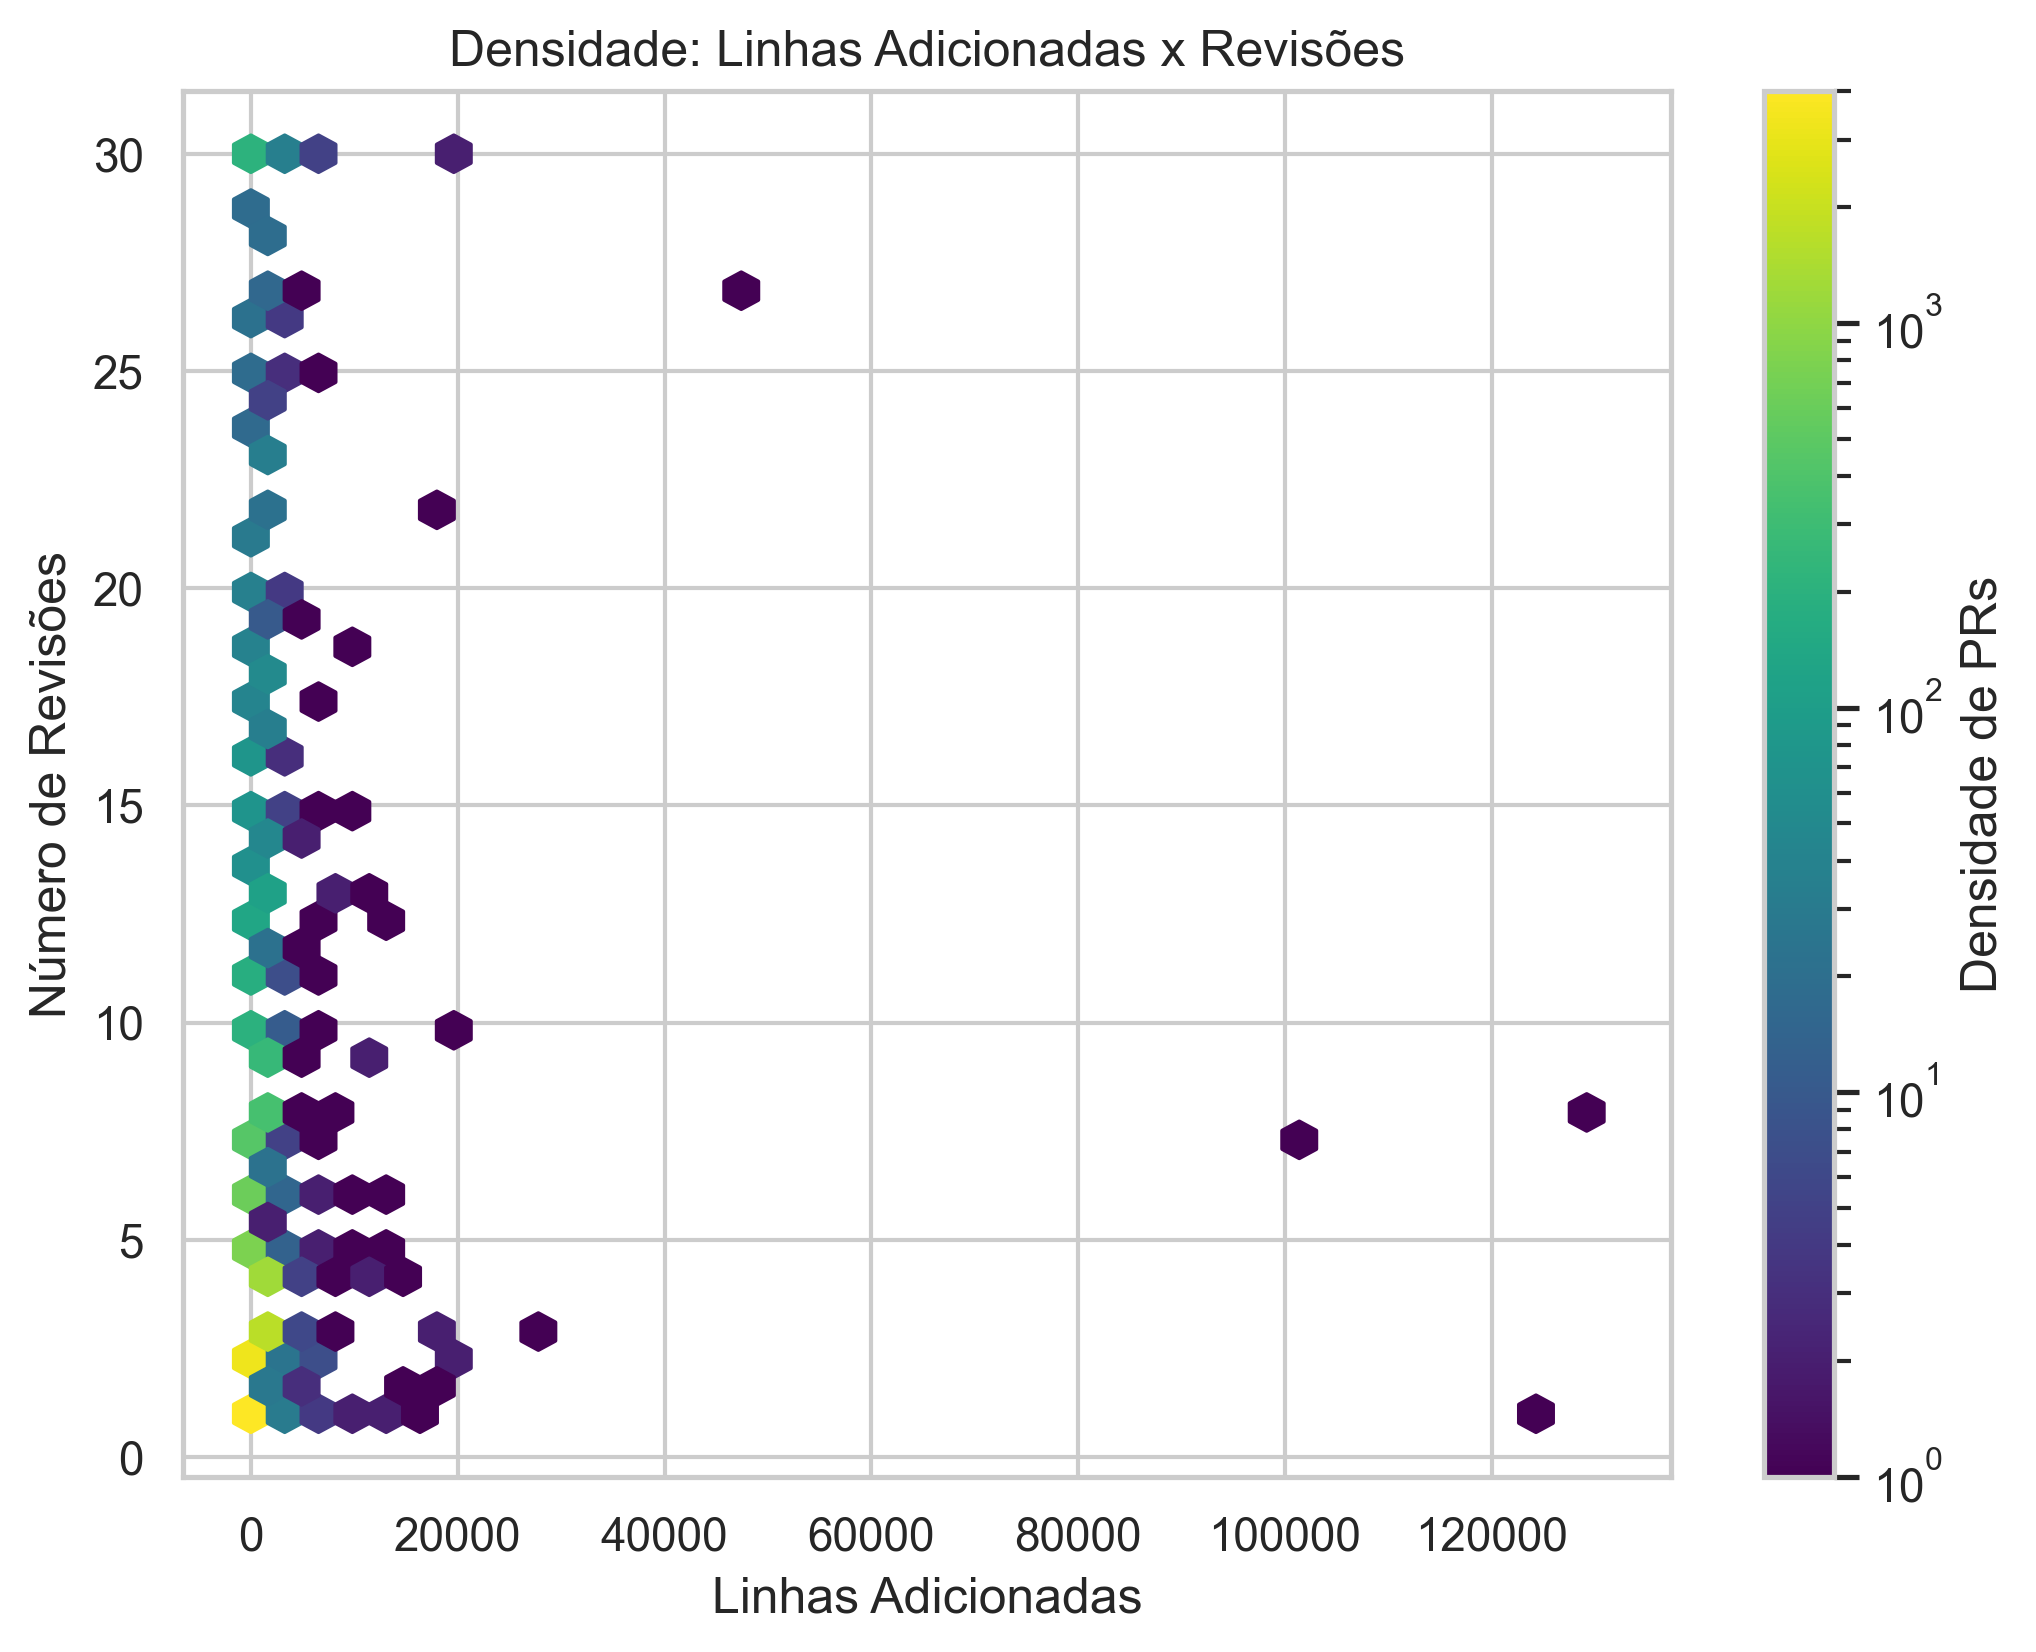 Densidade: Linhas Adicionadas x Revisões
Número de Revisões
30
25
20
15
10
5
0
0 20000 40000 60000 80000 100000 120000
Linhas Adicionadas
10³
10²
10¹
10⁰
Densidade de PRs